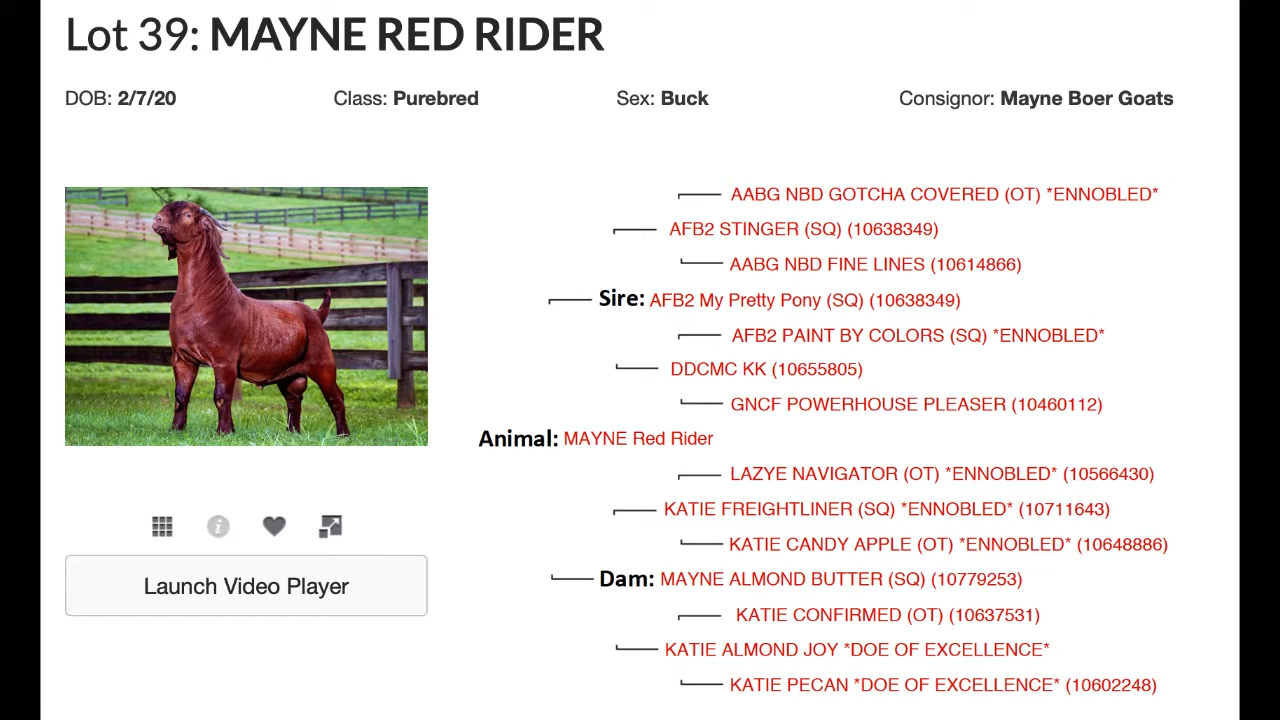 Lot 39: MAYNE RED RIDER
DOB: 2/7/20 Class: Purebred Sex: Buck Consignor: Mayne Boer Goats
AABG NBD GOTCHA COVERED (OT) *ENNOBLED*
AFB2 STINGER (SQ) (10638349)
AABG NBD FINE LINES (10614866)
Sire: AFB2 My Pretty Pony (SQ) (10638349)
AFB2 PAINT BY COLORS (SQ) *ENNOBLED*
DDCMC KK (10655805)
GNCF POWERHOUSE PLEASER (10460112)
Animal: MAYNE Red Rider
LAZYE NAVIGATOR (OT) *ENNOBLED* (10566430)
KATIE FREIGHTLINER (SQ) *ENNOBLED* (10711643)
KATIE CANDY APPLE (OT) *ENNOBLED* (10648886)
Dam: MAYNE ALMOND BUTTER (SQ) (10779253)
KATIE CONFIRMED (OT) (10637531)
KATIE ALMOND JOY *DOE OF EXCELLENCE*
KATIE PECAN *DOE OF EXCELLENCE* (10602248)
Launch Video Player